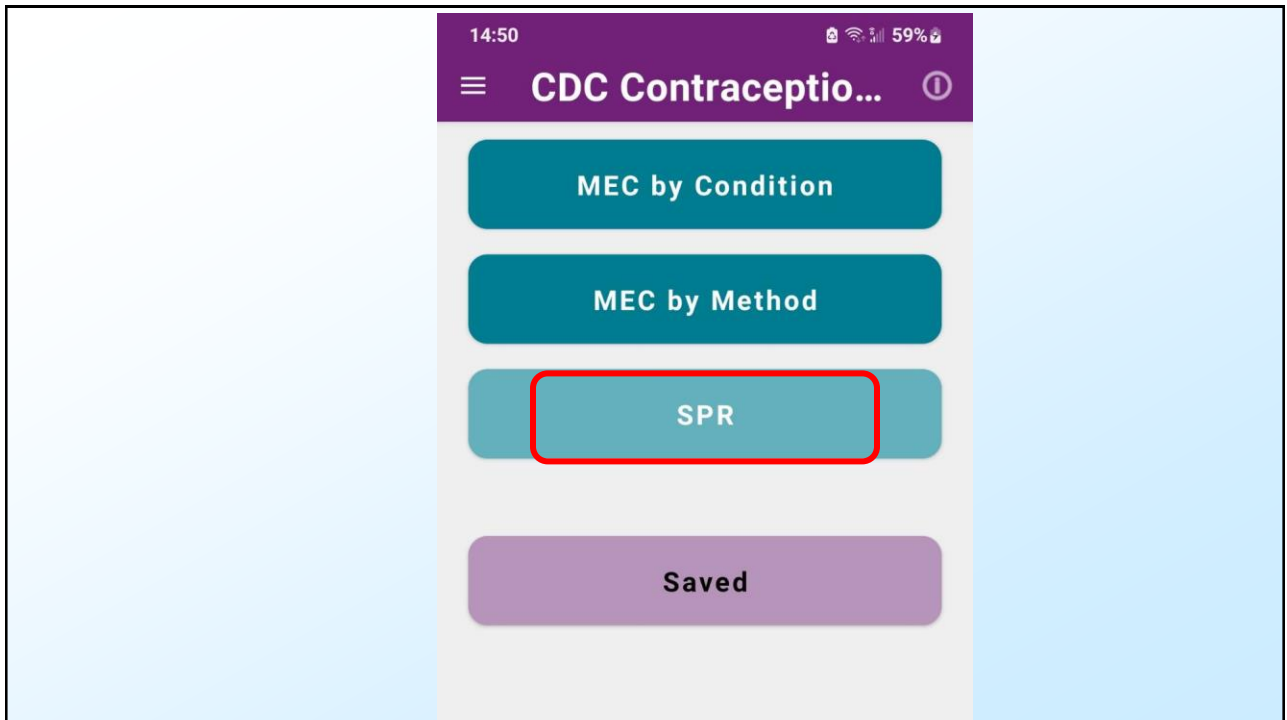 14:50 59%
CDC Contraceptio...
MEC by Condition
MEC by Method
SPR
Saved